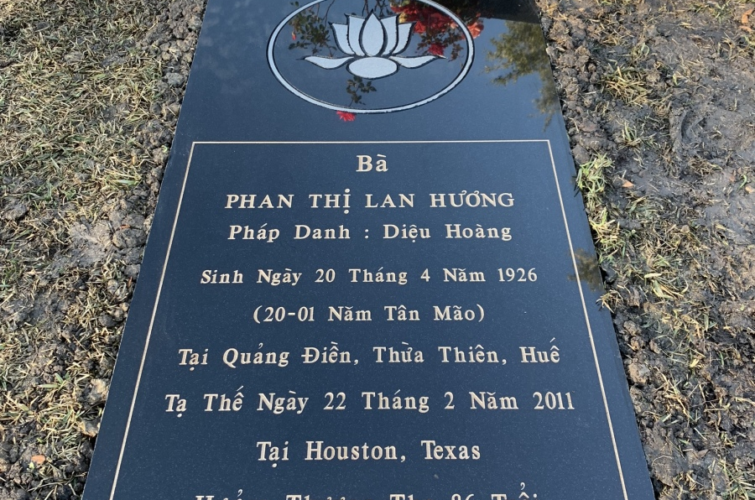 Bà
PHAN THỊ LAN HƯƠNG
Pháp Danh : Diệu Hoàng
Sinh Ngày 20 Tháng 4 Năm 1926
(20-01 Năm Tân Mão)
Tại Quảng Điền, Thừa Thiên, Huế
Tạ Thế Ngày 22 Tháng 2 Năm 2011
Tại Houston, Texas
86